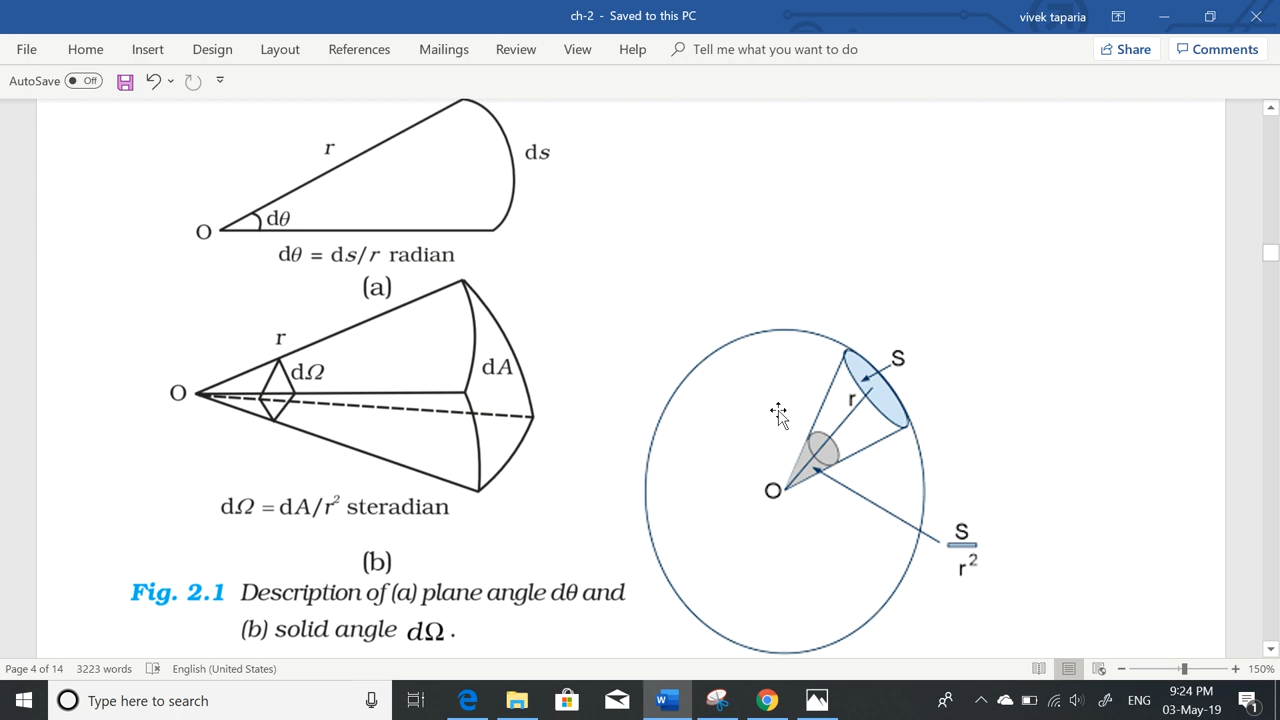 ch-2 - Saved to this PC
vivek taparia
File Home Insert Design Layout References Mailings Review View Help Tell me what you want to do Share Comments
AutoSave Off
r
ds
O
dθ
dθ = ds/r radian
(a)
r
dΩ
dA
O
dΩ = dA/r² steradian
(b)
Fig. 2.1 Description of (a) plane angle dθ and
(b) solid angle dΩ .
S
r
O
S
r²
Page 4 of 14 3223 words English (United States) 150%
Type here to search
ENG
9:24 PM
03-May-19
1